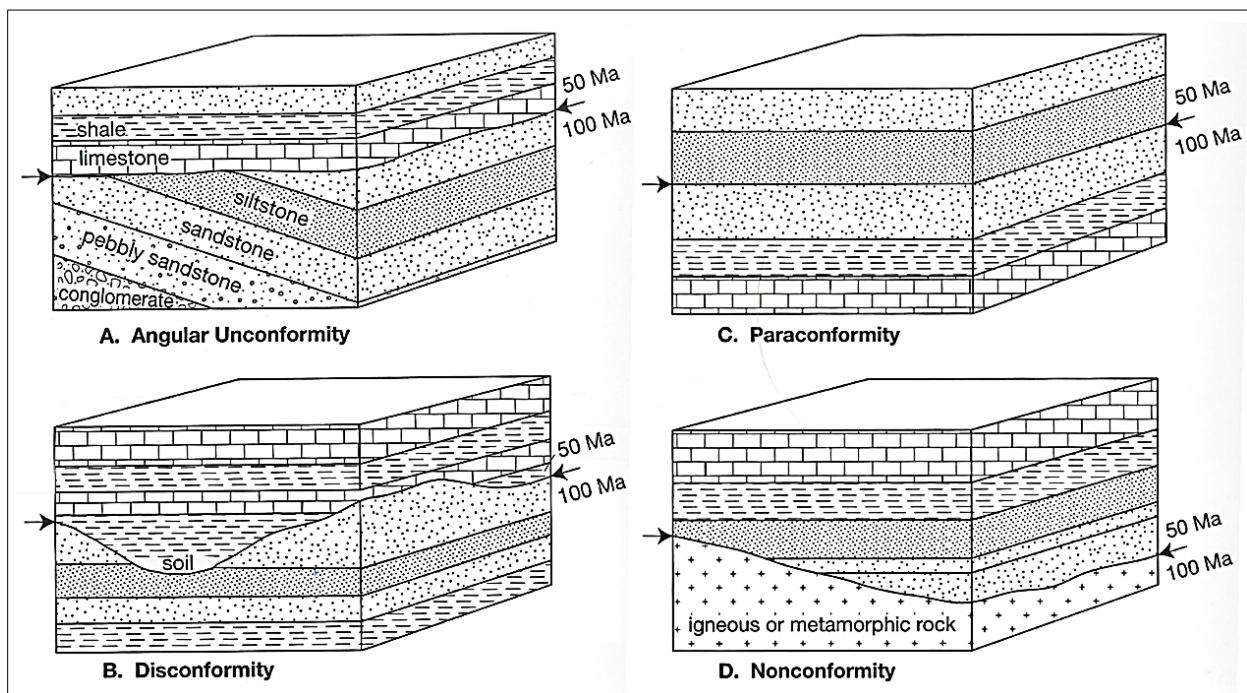 50 Ma
100 Ma
shale
limestone
siltstone
sandstone
pebbly sandstone
conglomerate
A. Angular Unconformity
50 Ma
100 Ma
C. Paraconformity
50 Ma
100 Ma
soil
B. Disconformity
50 Ma
100 Ma
igneous or metamorphic rock
D. Nonconformity